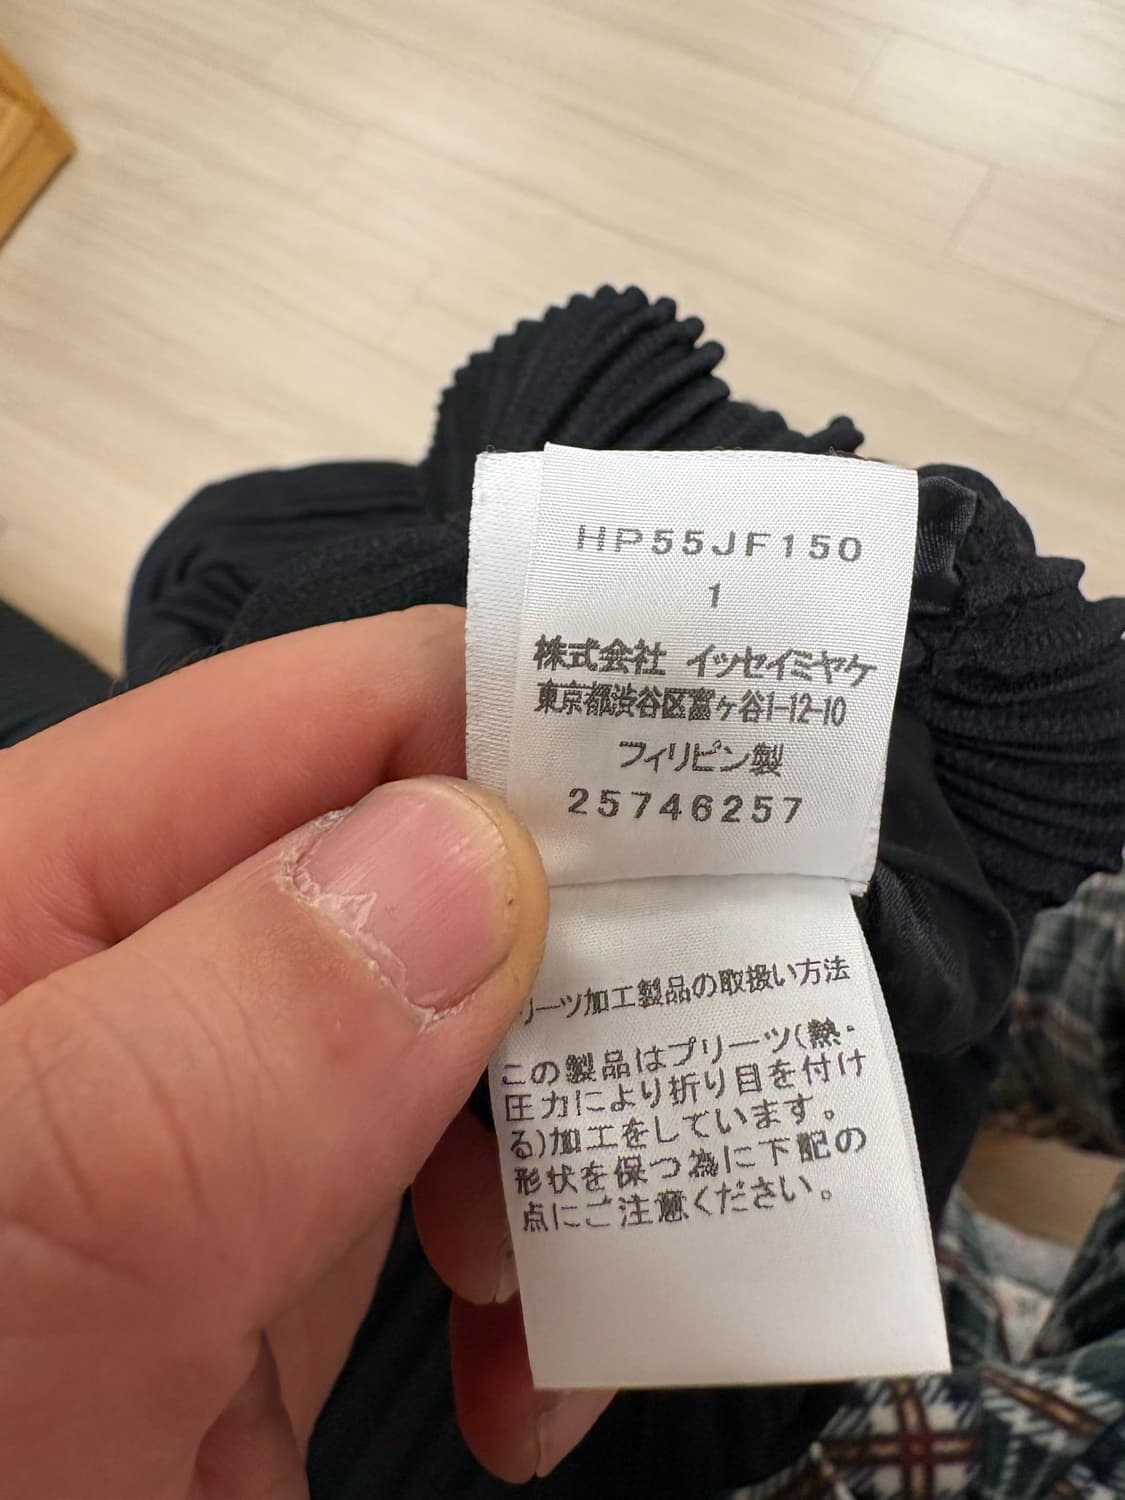 HP55JF150
1
株式会社 イッセイミヤケ
東京都渋谷区富ヶ谷1-12-10
フィリピン製
25746257
リーツ加工製品の取扱い方法
この製品はプリーツ(熱・
圧力により折り目を付け
る)加工をしています。
形状を保つ為に下記の
点にご注意ください。